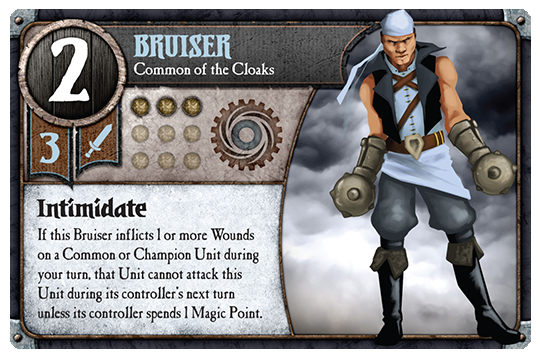 2
BRUISER
Common of the Cloaks
3
Intimidate
If this Bruiser inflicts 1 or more Wounds
on a Common or Champion Unit during
your turn, that Unit cannot attack this
Unit during its controller's next turn
unless its controller spends 1 Magic Point.